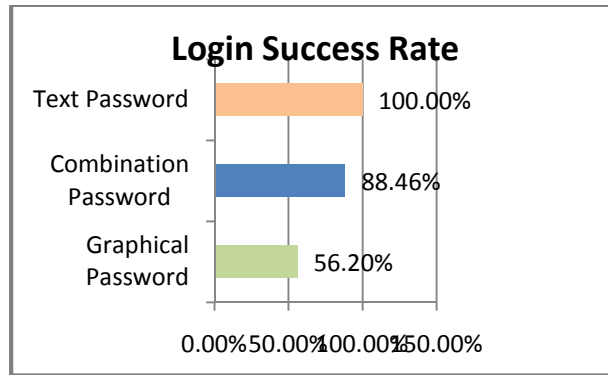 Login Success Rate
Text Password
100.00%
Combination
Password
88.46%
Graphical
Password
56.20%
0.00% 50.00% 100.00% 150.00%